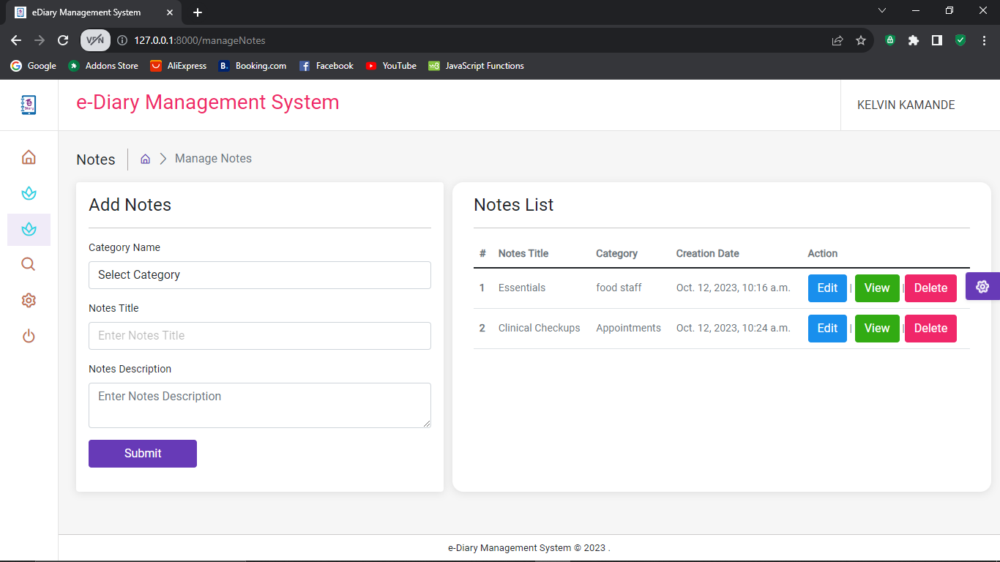 eDiary Management System
VPN
127.0.0.1:8000/manageNotes
Google
Addons Store
AliExpress
B.
Booking.com
Facebook
YouTube
JavaScript Functions
e
Diary
e-Diary Management System
KELVIN KAMANDE
Notes
Manage Notes
Add Notes
Category Name
Select Category
Notes Title
Enter Notes Title
Notes Description
Enter Notes Description
Submit
Notes List
# Notes Title Category Creation Date Action
1 Essentials food staff Oct. 12, 2023, 10:16 a.m. Edit | View | Delete
2 Clinical Checkups Appointments Oct. 12, 2023, 10:24 a.m. Edit | View | Delete
e-Diary Management System © 2023 .